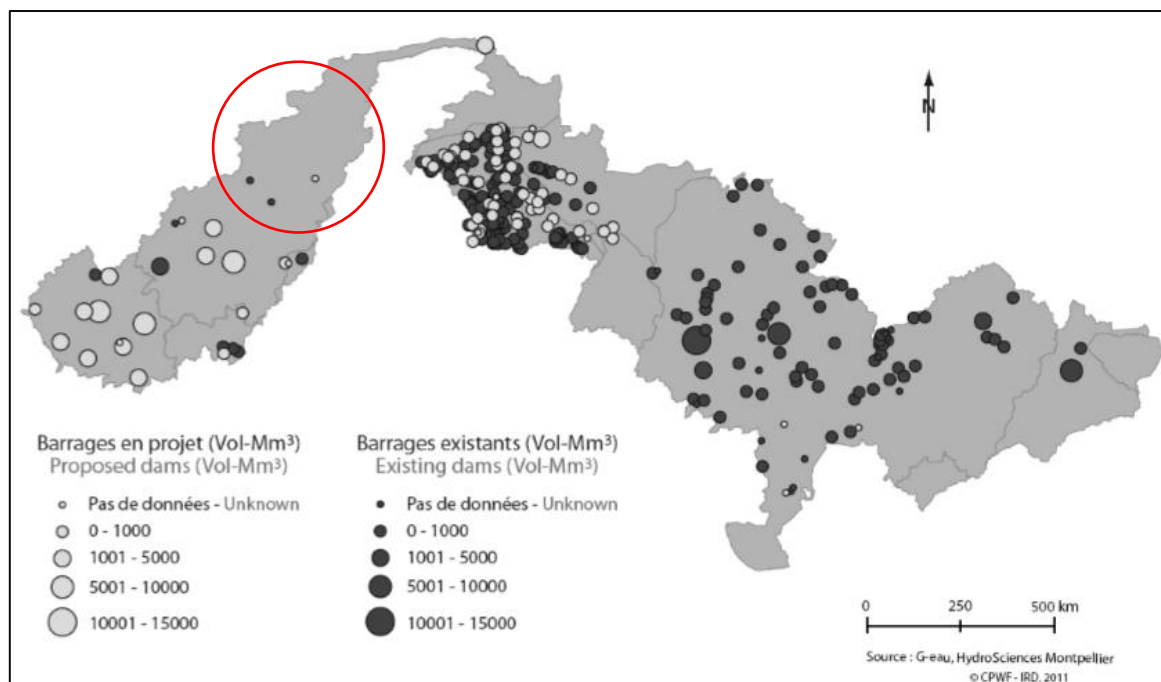 N
Barrages en projet (Vol-Mm³)
Proposed dams (Vol-Mm³)
Pas de données - Unknown
0 - 1000
1001 - 5000
5001 - 10000
10001 - 15000
Barrages existants (Vol-Mm³)
Existing dams (Vol-Mm³)
Pas de données - Unknown
0 - 1000
1001 - 5000
5001 - 10000
10001 - 15000
0 250 500 km
Source : G-eau, HydroSciences Montpellier
© CPWF - IRD, 2011